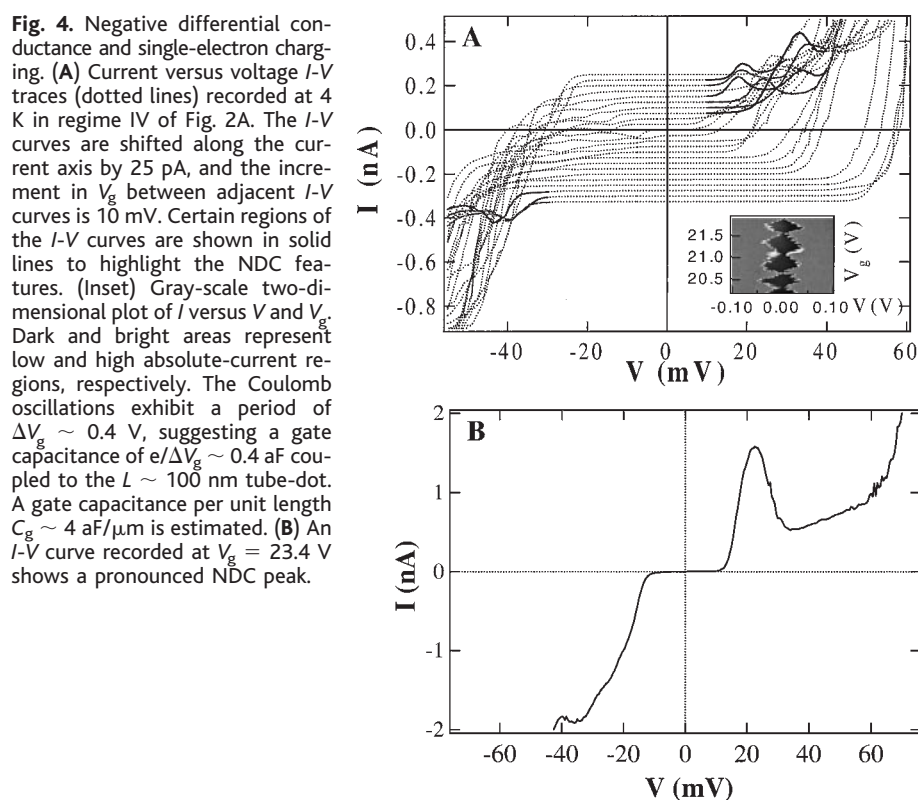 Fig. 4. Negative differential con-
ductance and single-electron charg-
ing. (A) Current versus voltage I-V
traces (dotted lines) recorded at 4
K in regime IV of Fig. 2A. The I-V
curves are shifted along the cur-
rent axis by 25 pA, and the incre-
ment in Vg between adjacent I-V
curves is 10 mV. Certain regions of
the I-V curves are shown in solid
lines to highlight the NDC fea-
tures. (Inset) Gray-scale two-di-
mensional plot of I versus V and Vg.
Dark and bright areas represent
low and high absolute-current re-
gions, respectively. The Coulomb
oscillations exhibit a period of
ΔVg ~ 0.4 V, suggesting a gate
capacitance of e/ΔVg ~ 0.4 aF cou-
pled to the L ~ 100 nm tube-dot.
A gate capacitance per unit length
Cg ~ 4 aF/μm is estimated. (B) An
I-V curve recorded at Vg = 23.4 V
shows a pronounced NDC peak.
A
I (nA)
0.4
0.2
0.0
-0.2
-0.4
-0.6
-0.8
-40
-20
0
20
40
60
V (mV)
21.5
21.0
20.5
Vg (V)
-0.10 0.00 0.10 V (V)
B
I (nA)
2
1
0
-1
-2
-60
-40
-20
0
20
40
60
V (mV)